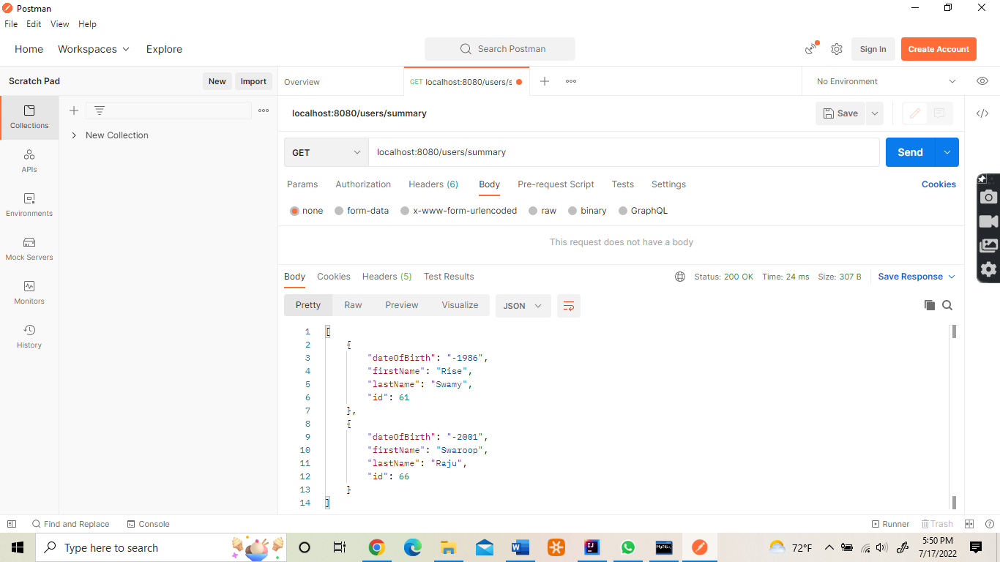 Postman
File Edit View Help
Home Workspaces Explore Search Postman Sign In Create Account
Scratch Pad New Import Overview GET localhost:8080/users/s No Environment
Collections
New Collection
APIs
Environments
Mock Servers
Monitors
History
localhost:8080/users/summary Save
GET localhost:8080/users/summary Send
Params Authorization Headers (6) Body Pre-request Script Tests Settings Cookies
none form-data x-www-form-urlencoded raw binary GraphQL
This request does not have a body
Body Cookies Headers (5) Test Results Status: 200 OK Time: 24 ms Size: 307 B Save Response
Pretty Raw Preview Visualize JSON
1 [
2 {
3 "dateOfBirth": "-1986",
4 "firstName": "Rise",
5 "lastName": "Swamy",
6 "id": 61
7 },
8 {
9 "dateOfBirth": "-2001",
10 "firstName": "Swaroop",
11 "lastName": "Raju",
12 "id": 66
13 }
14 ]
Find and Replace Console Runner Trash
Type here to search 72°F 5:50 PM
7/17/2022